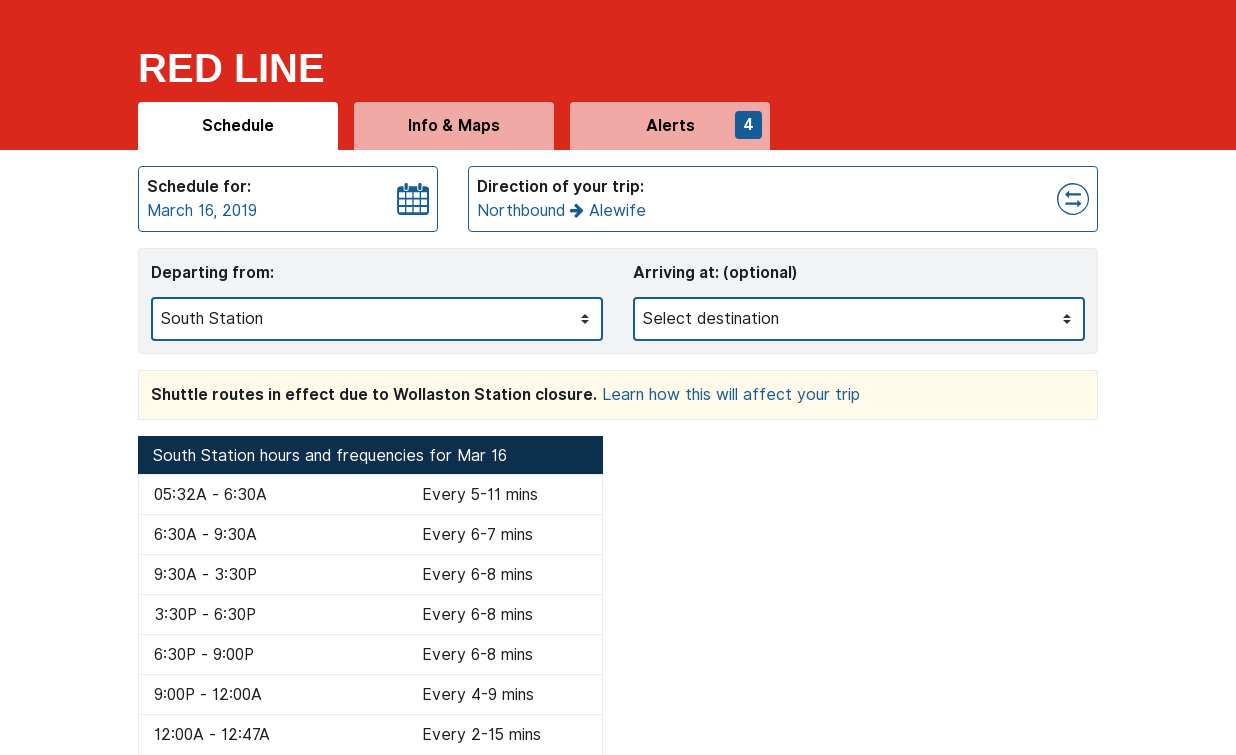 RED LINE
Schedule
Info & Maps
Alerts 4
Schedule for:
March 16, 2019
Direction of your trip:
Northbound Alewife
Departing from:
South Station
Arriving at: (optional)
Select destination
Shuttle routes in effect due to Wollaston Station closure. Learn how this will affect your trip
South Station hours and frequencies for Mar 16
05:32A - 6:30A Every 5-11 mins
6:30A - 9:30A Every 6-7 mins
9:30A - 3:30P Every 6-8 mins
3:30P - 6:30P Every 6-8 mins
6:30P - 9:00P Every 6-8 mins
9:00P - 12:00A Every 4-9 mins
12:00A - 12:47A Every 2-15 mins